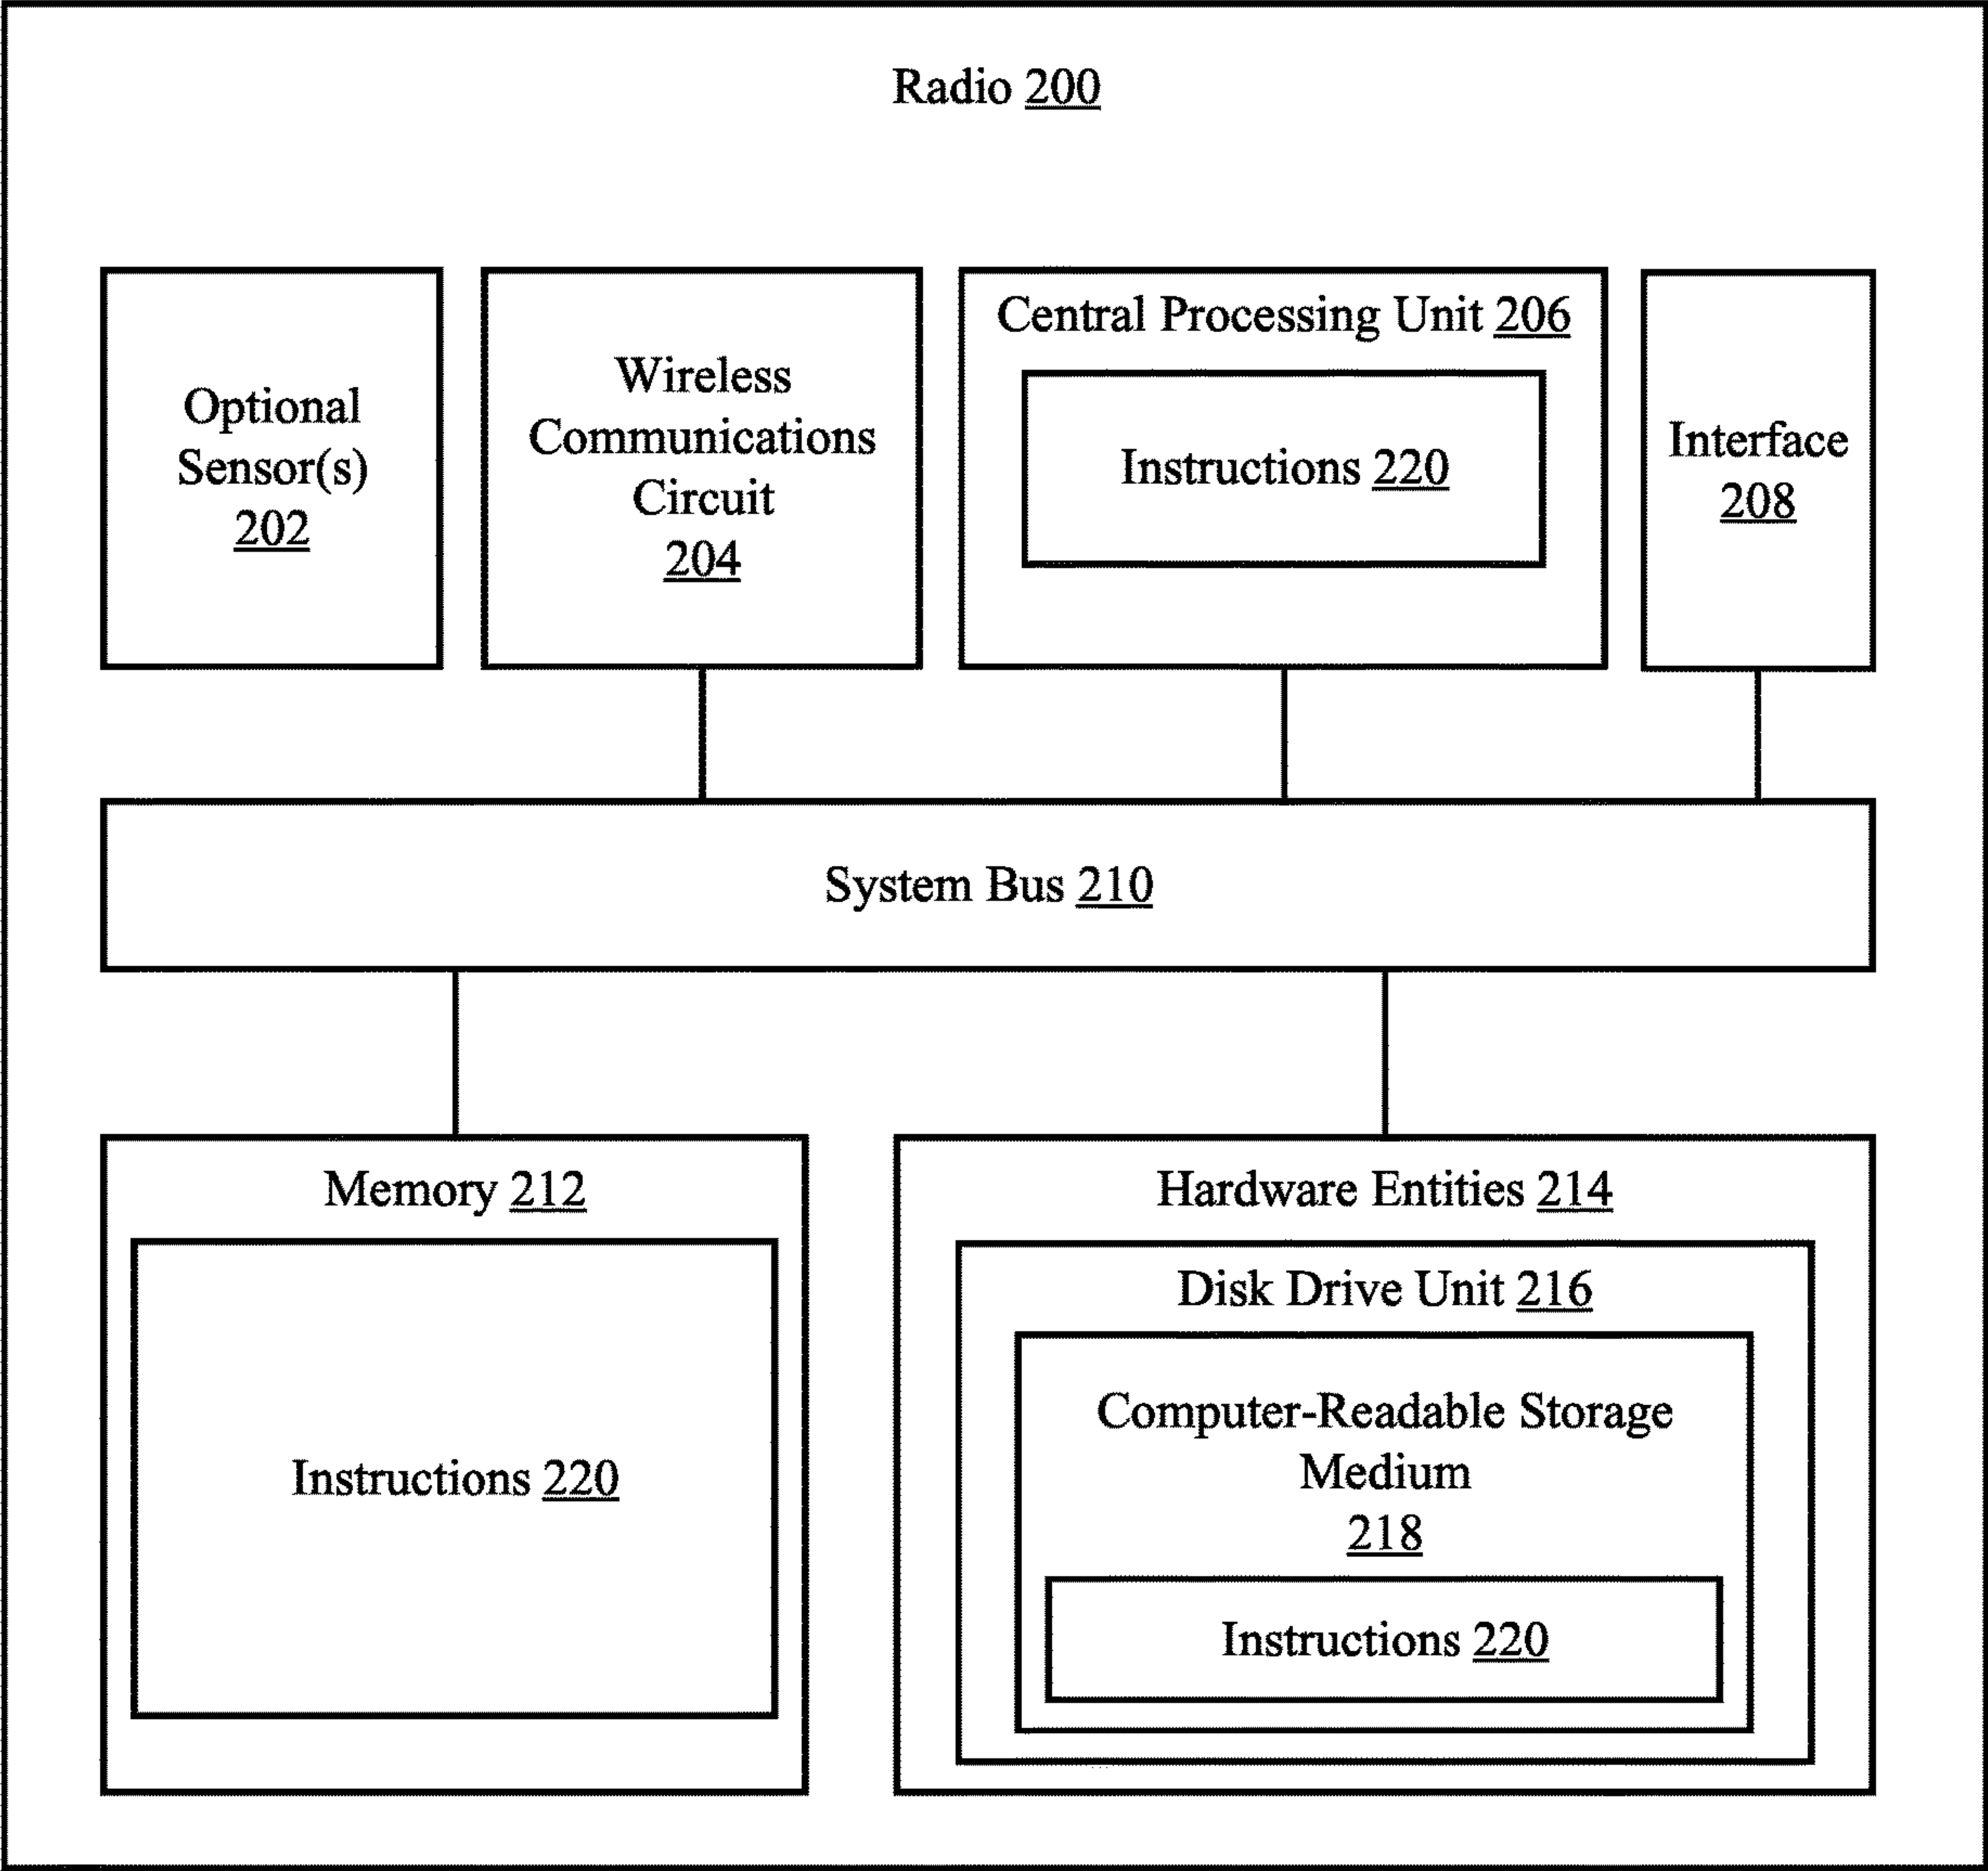 Radio 200
Optional
Sensor(s)
202
Wireless
Communications
Circuit
204
Central Processing Unit 206
Instructions 220
Interface
208
System Bus 210
Memory 212
Instructions 220
Hardware Entities 214
Disk Drive Unit 216
Computer-Readable Storage
Medium
218
Instructions 220